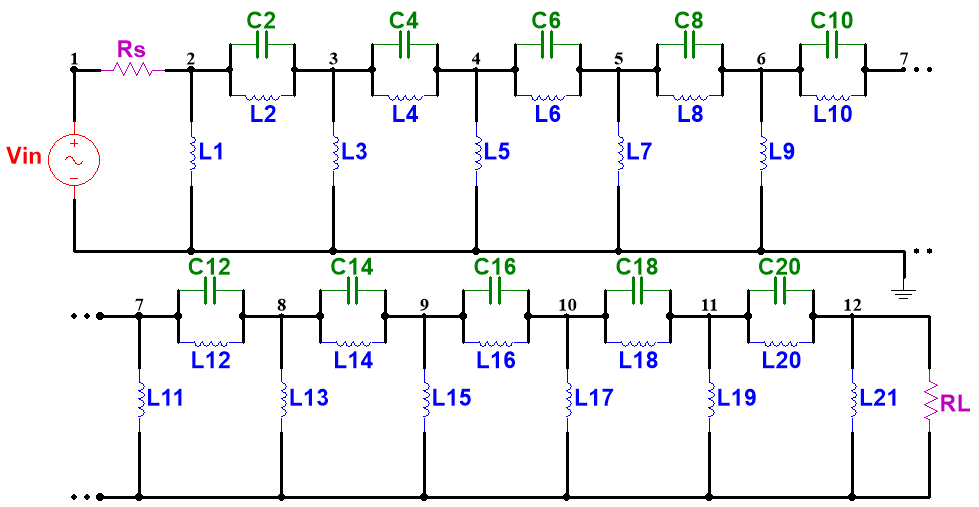 C2 C4 C6 C8 C10
1 Rs 2 3 4 5 6 7
L2 L4 L6 L8 L10
Vin + − L1 L3 L5 L7 L9
C12 C14 C16 C18 C20
7 8 9 10 11 12
L12 L14 L16 L18 L20
L11 L13 L15 L17 L19 L21 RL